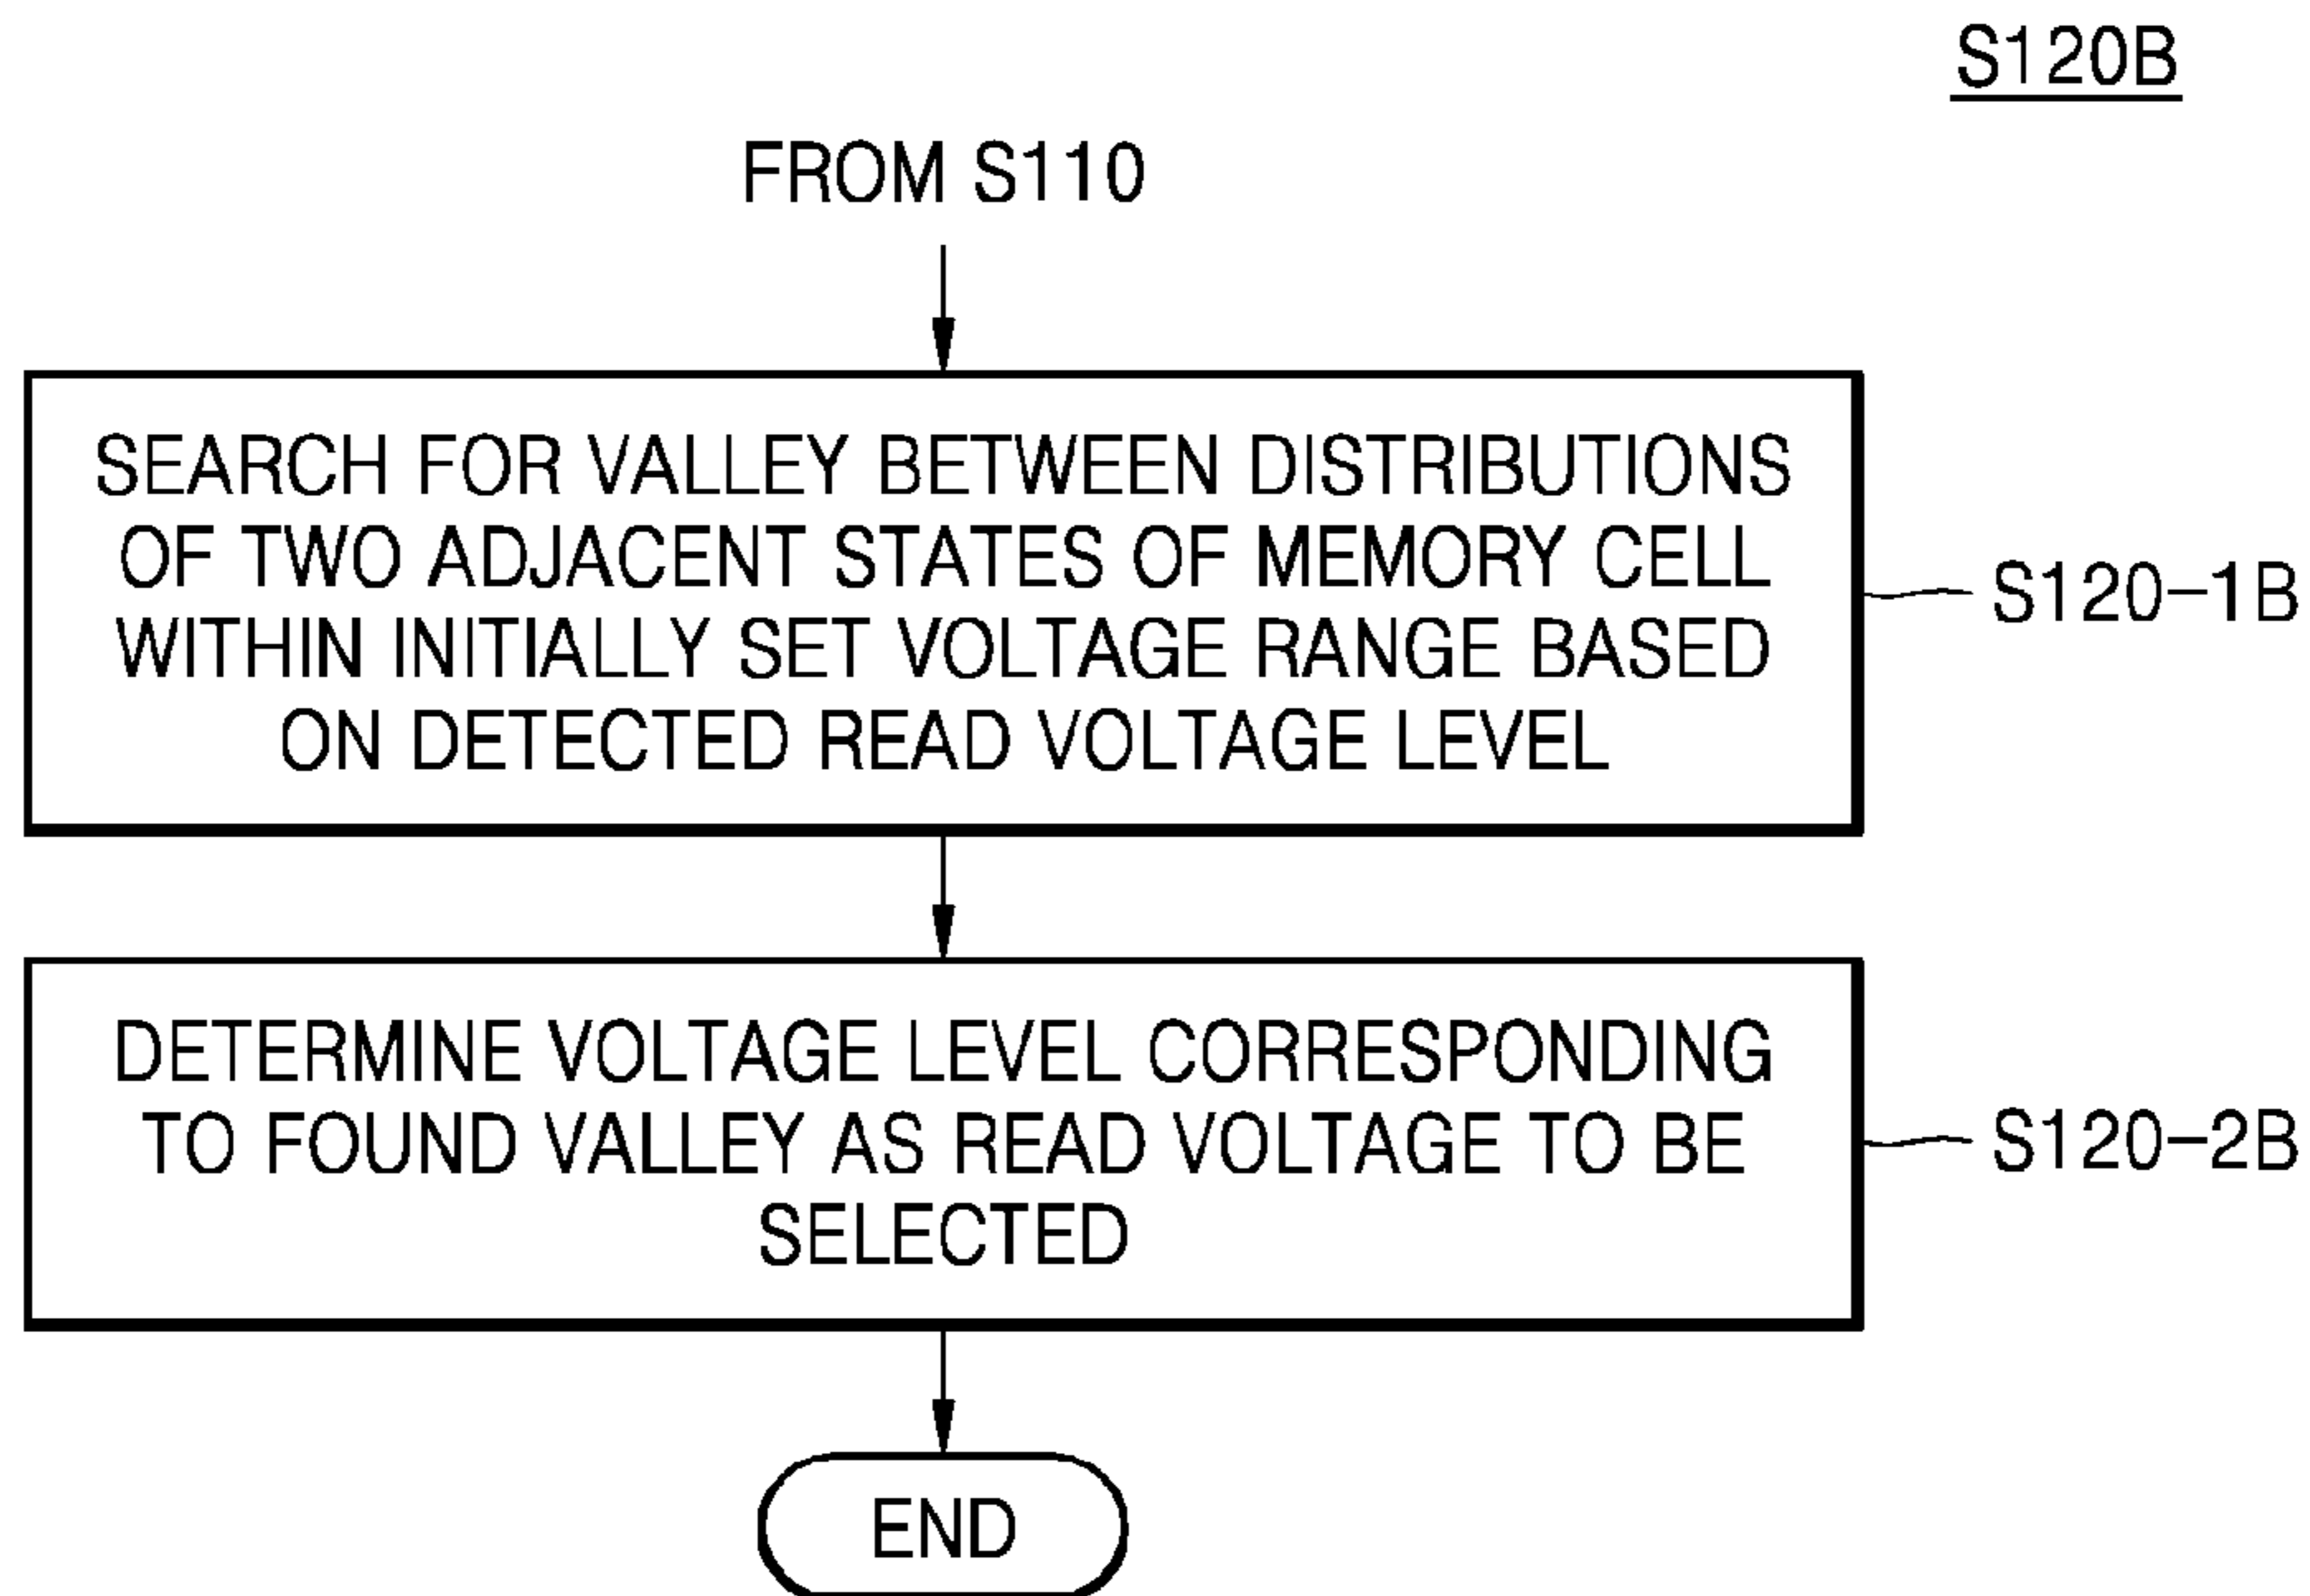 S120B
FROM S110
SEARCH FOR VALLEY BETWEEN DISTRIBUTIONS
OF TWO ADJACENT STATES OF MEMORY CELL
WITHIN INITIALLY SET VOLTAGE RANGE BASED
ON DETECTED READ VOLTAGE LEVEL
S120-1B
DETERMINE VOLTAGE LEVEL CORRESPONDING
TO FOUND VALLEY AS READ VOLTAGE TO BE
SELECTED
S120-2B
END